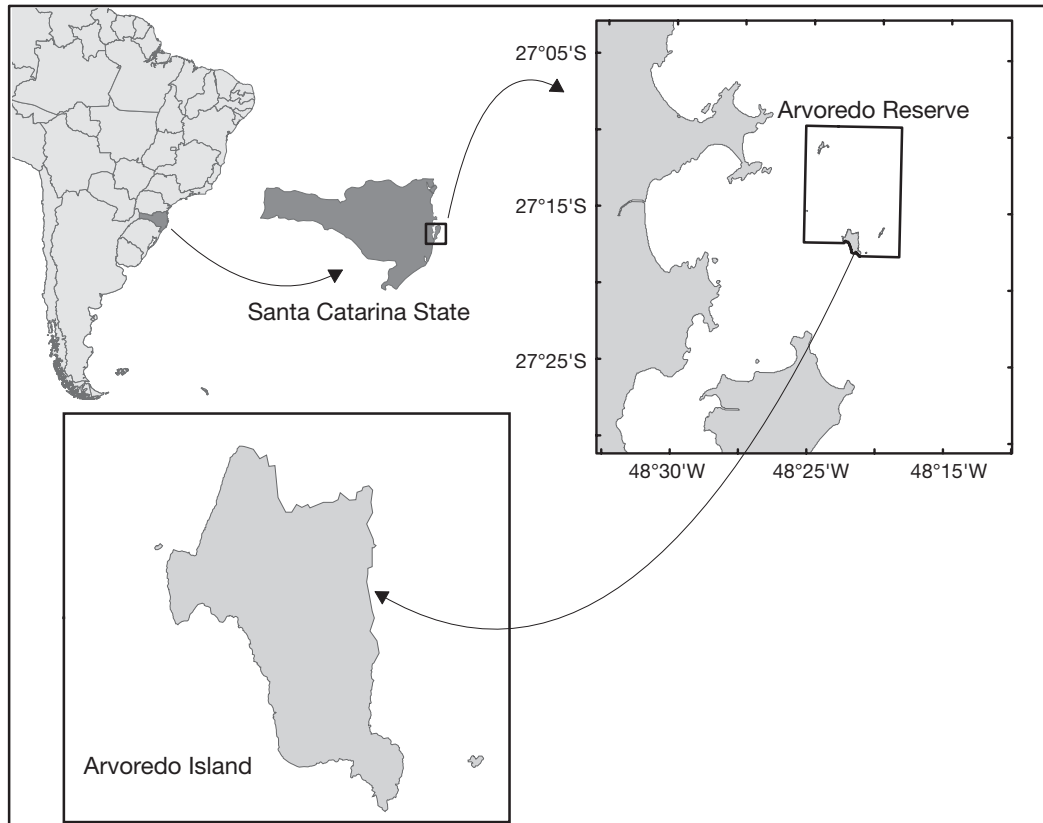 27°05'S
Arvoredo Reserve
27°15'S
Santa Catarina State
27°25'S
48°30'W
48°25'W
48°15'W
Arvoredo Island